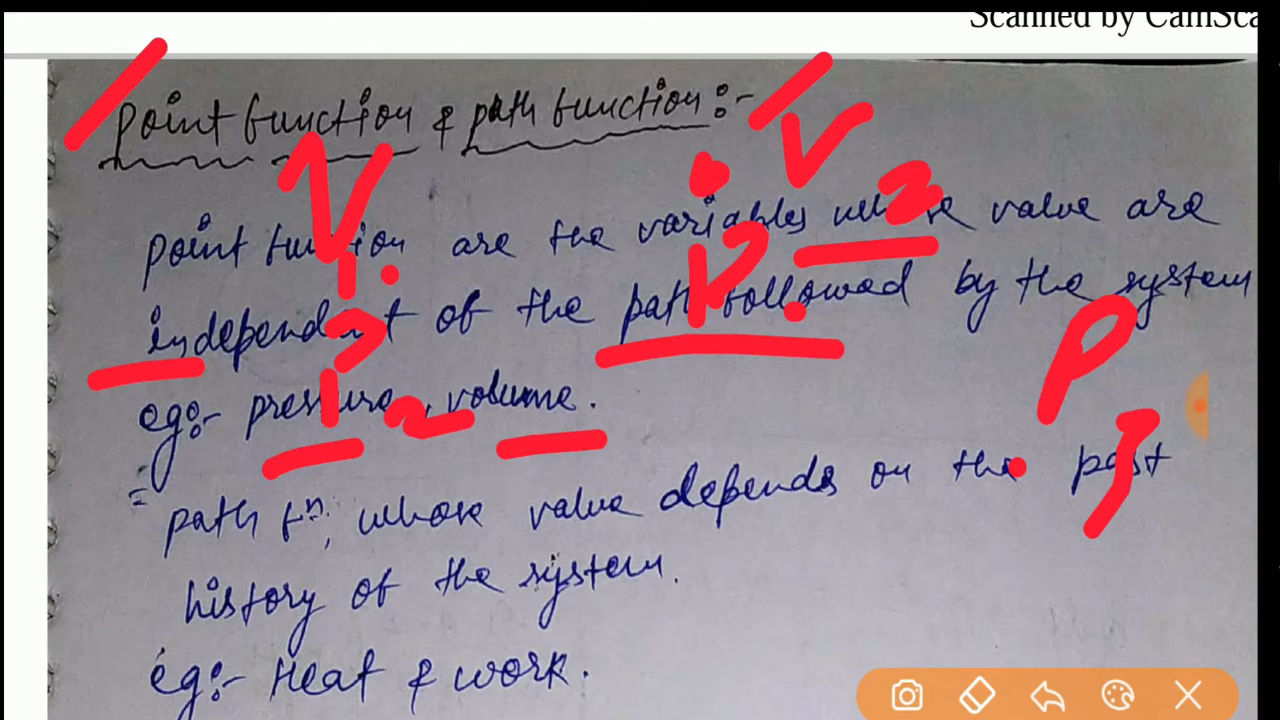 Scanned by CamSca
Point function & path function :-
point function are the variables whose value are
independent of the path followed by the system
eg:- pressure, volume.
path fn, whose value depends on the past
history of the system.
eg:- Heat & work.